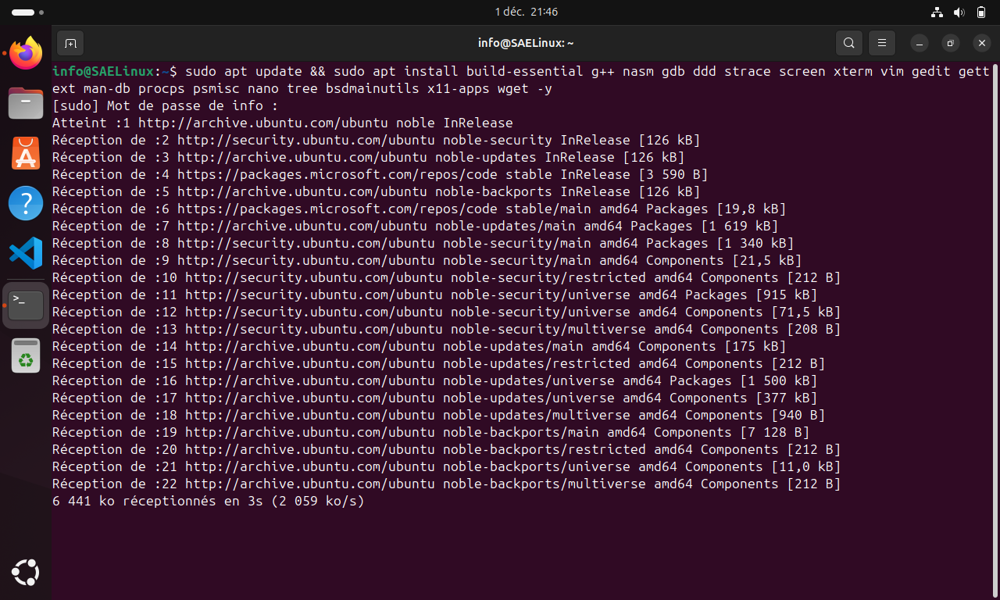 1 déc. 21:46
info@SAELinux: ~
info@SAELinux:~$ sudo apt update && sudo apt install build-essential g++ nasm gdb ddd strace screen xterm vim gedit gett
ext man-db procps psmisc nano tree bsdmainutils x11-apps wget -y
[sudo] Mot de passe de info :
Atteint :1 http://archive.ubuntu.com/ubuntu noble InRelease
Réception de :2 http://security.ubuntu.com/ubuntu noble-security InRelease [126 kB]
Réception de :3 http://archive.ubuntu.com/ubuntu noble-updates InRelease [126 kB]
Réception de :4 https://packages.microsoft.com/repos/code stable InRelease [3 590 B]
Réception de :5 http://archive.ubuntu.com/ubuntu noble-backports InRelease [126 kB]
Réception de :6 https://packages.microsoft.com/repos/code stable/main amd64 Packages [19,8 kB]
Réception de :7 http://archive.ubuntu.com/ubuntu noble-updates/main amd64 Packages [1 619 kB]
Réception de :8 http://security.ubuntu.com/ubuntu noble-security/main amd64 Packages [1 340 kB]
Réception de :9 http://security.ubuntu.com/ubuntu noble-security/main amd64 Components [21,5 kB]
Réception de :10 http://security.ubuntu.com/ubuntu noble-security/restricted amd64 Components [212 B]
Réception de :11 http://security.ubuntu.com/ubuntu noble-security/universe amd64 Packages [915 kB]
Réception de :12 http://security.ubuntu.com/ubuntu noble-security/universe amd64 Components [71,5 kB]
Réception de :13 http://security.ubuntu.com/ubuntu noble-security/multiverse amd64 Components [208 B]
Réception de :14 http://archive.ubuntu.com/ubuntu noble-updates/main amd64 Components [175 kB]
Réception de :15 http://archive.ubuntu.com/ubuntu noble-updates/restricted amd64 Components [212 B]
Réception de :16 http://archive.ubuntu.com/ubuntu noble-updates/universe amd64 Packages [1 500 kB]
Réception de :17 http://archive.ubuntu.com/ubuntu noble-updates/universe amd64 Components [377 kB]
Réception de :18 http://archive.ubuntu.com/ubuntu noble-updates/multiverse amd64 Components [940 B]
Réception de :19 http://archive.ubuntu.com/ubuntu noble-backports/main amd64 Components [7 128 B]
Réception de :20 http://archive.ubuntu.com/ubuntu noble-backports/restricted amd64 Components [212 B]
Réception de :21 http://archive.ubuntu.com/ubuntu noble-backports/universe amd64 Components [11,0 kB]
Réception de :22 http://archive.ubuntu.com/ubuntu noble-backports/multiverse amd64 Components [212 B]
6 441 ko réceptionnés en 3s (2 059 ko/s)